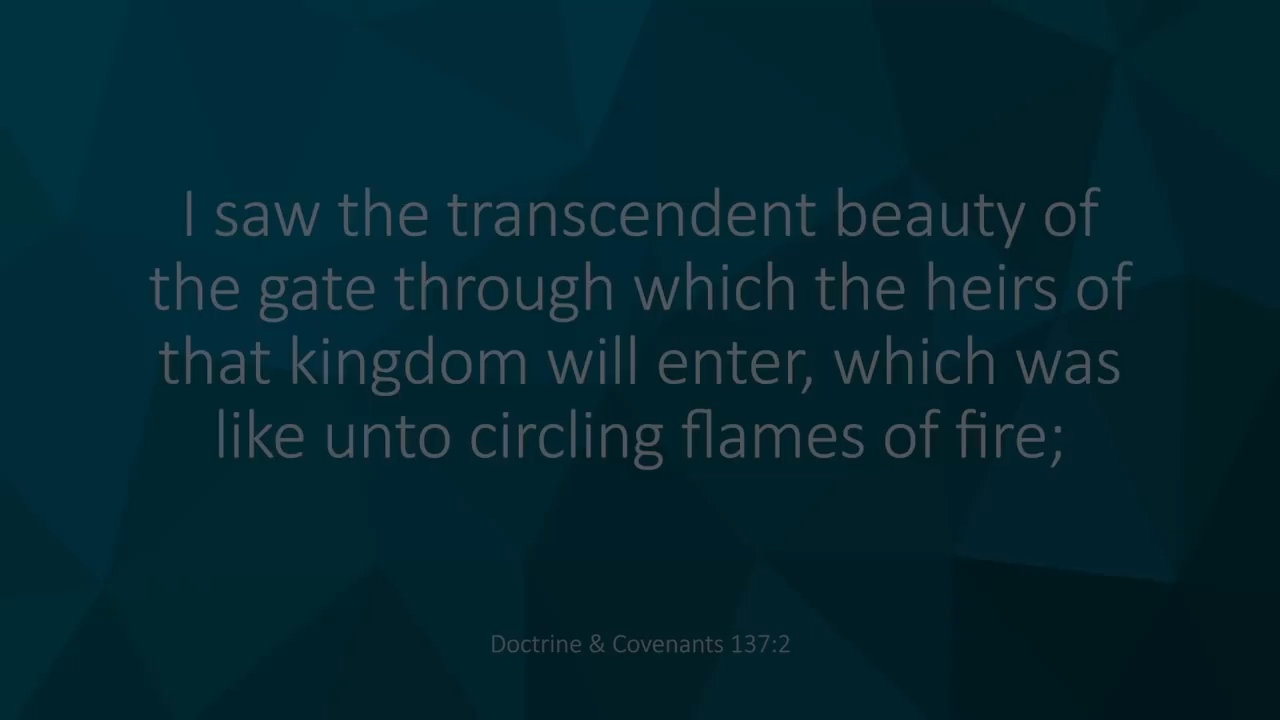 I saw the transcendent beauty of
the gate through which the heirs of
that kingdom will enter, which was
like unto circling flames of fire;
Doctrine & Covenants 137:2